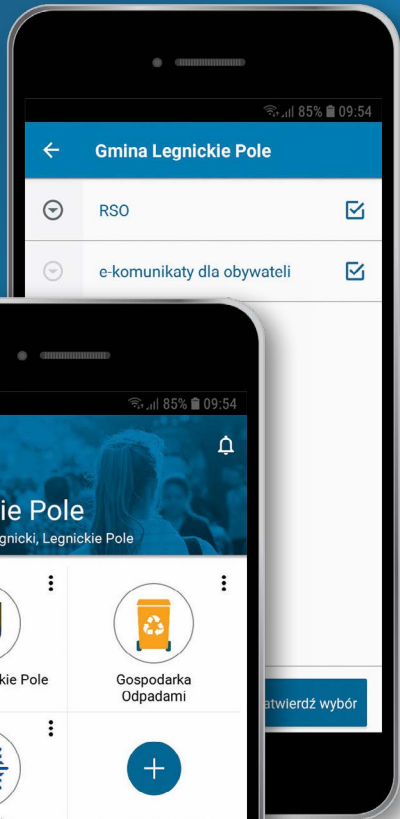 85% 09:54
Gmina Legnickie Pole
RSO
e-komunikaty dla obywateli
85% 09:54
ie Pole
gnicki, Legnickie Pole
kie Pole
Gospodarka
Odpadami
atwierdź wybór